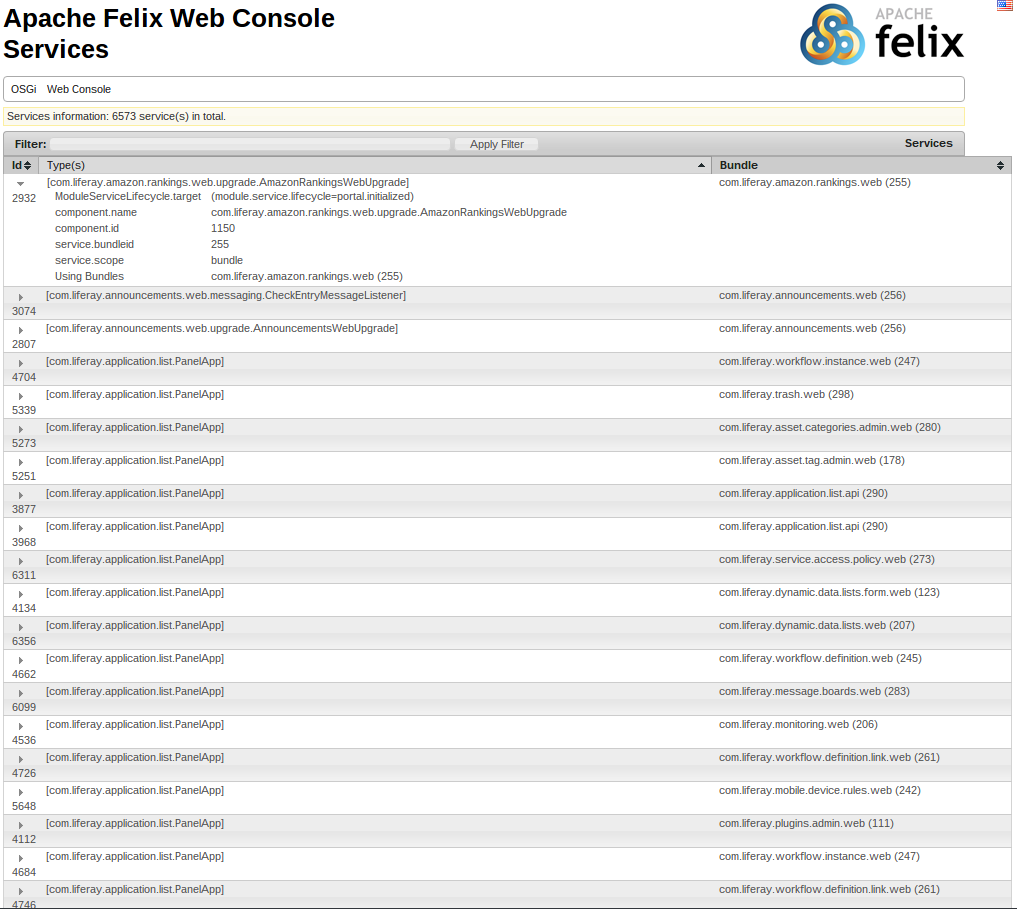 Apache Felix Web Console
Services
APACHE
felix
OSGi Web Console
Services information: 6573 service(s) in total.
Filter: Apply Filter Services
Id Type(s) Bundle
[com.liferay.amazon.rankings.web.upgrade.AmazonRankingsWebUpgrade] com.liferay.amazon.rankings.web (255)
2932 ModuleServiceLifecycle.target (module.service.lifecycle=portal.initialized)
component.name com.liferay.amazon.rankings.web.upgrade.AmazonRankingsWebUpgrade
component.id 1150
service.bundleid 255
service.scope bundle
Using Bundles com.liferay.amazon.rankings.web (255)
[com.liferay.announcements.web.messaging.CheckEntryMessageListener] com.liferay.announcements.web (256)
3074
[com.liferay.announcements.web.upgrade.AnnouncementsWebUpgrade] com.liferay.announcements.web (256)
2807
[com.liferay.application.list.PanelApp] com.liferay.workflow.instance.web (247)
4704
[com.liferay.application.list.PanelApp] com.liferay.trash.web (298)
5339
[com.liferay.application.list.PanelApp] com.liferay.asset.categories.admin.web (280)
5273
[com.liferay.application.list.PanelApp] com.liferay.asset.tag.admin.web (178)
5251
[com.liferay.application.list.PanelApp] com.liferay.application.list.api (290)
3877
[com.liferay.application.list.PanelApp] com.liferay.application.list.api (290)
3968
[com.liferay.application.list.PanelApp] com.liferay.service.access.policy.web (273)
6311
[com.liferay.application.list.PanelApp] com.liferay.dynamic.data.lists.form.web (123)
4134
[com.liferay.application.list.PanelApp] com.liferay.dynamic.data.lists.web (207)
6356
[com.liferay.application.list.PanelApp] com.liferay.workflow.definition.web (245)
4662
[com.liferay.application.list.PanelApp] com.liferay.message.boards.web (283)
6099
[com.liferay.application.list.PanelApp] com.liferay.monitoring.web (206)
4536
[com.liferay.application.list.PanelApp] com.liferay.workflow.definition.link.web (261)
4726
[com.liferay.application.list.PanelApp] com.liferay.mobile.device.rules.web (242)
5648
[com.liferay.application.list.PanelApp] com.liferay.plugins.admin.web (111)
4112
[com.liferay.application.list.PanelApp] com.liferay.workflow.instance.web (247)
4684
[com.liferay.application.list.PanelApp] com.liferay.workflow.definition.link.web (261)
4746